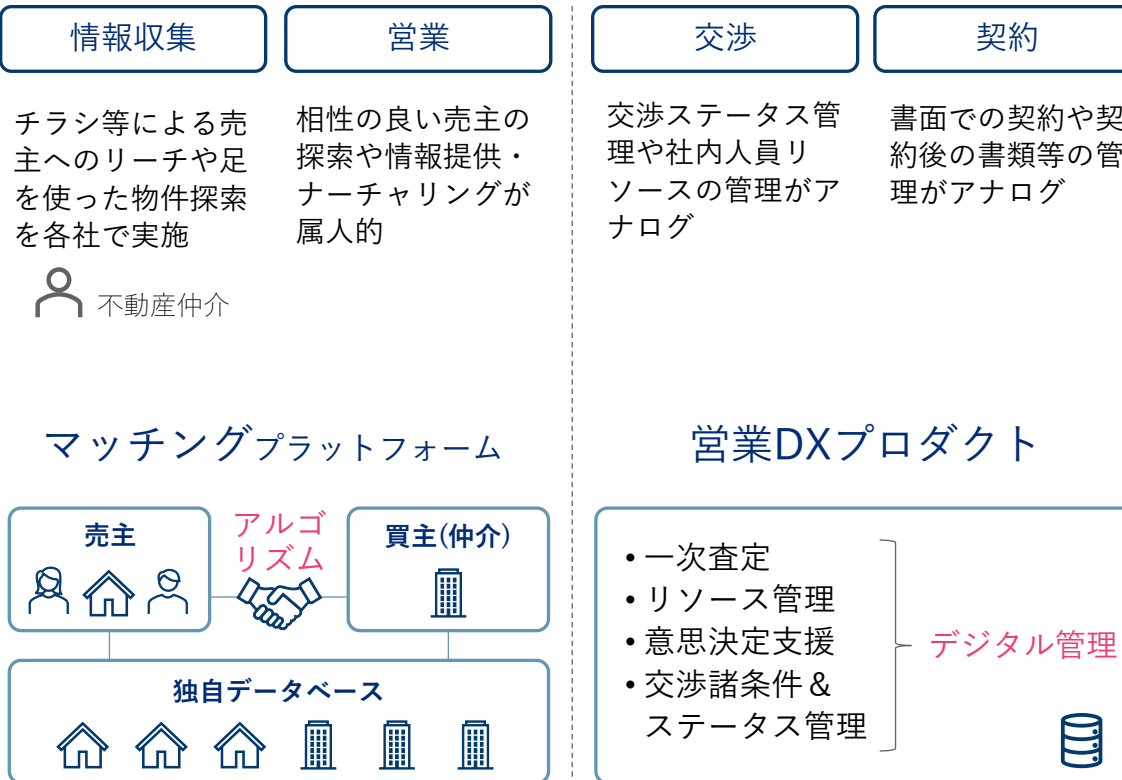 情報収集
営業
交渉
契約
チラシ等による売
主へのリーチや足
を使った物件探索
を各社で実施
相性の良い売主の
探索や情報提供・
ナーチャリングが
属人的
交渉ステータス管
理や社内人員リ
ソースの管理がア
ナログ
書面での契約や契
約後の書類等の管
理がアナログ
不動産仲介
マッチングプラットフォーム
営業DXプロダクト
売主
アルゴ
リズム
買主(仲介)
独自データベース
• 一次査定
• リソース管理
• 意思決定支援
• 交渉諸条件＆
ステータス管理
デジタル管理